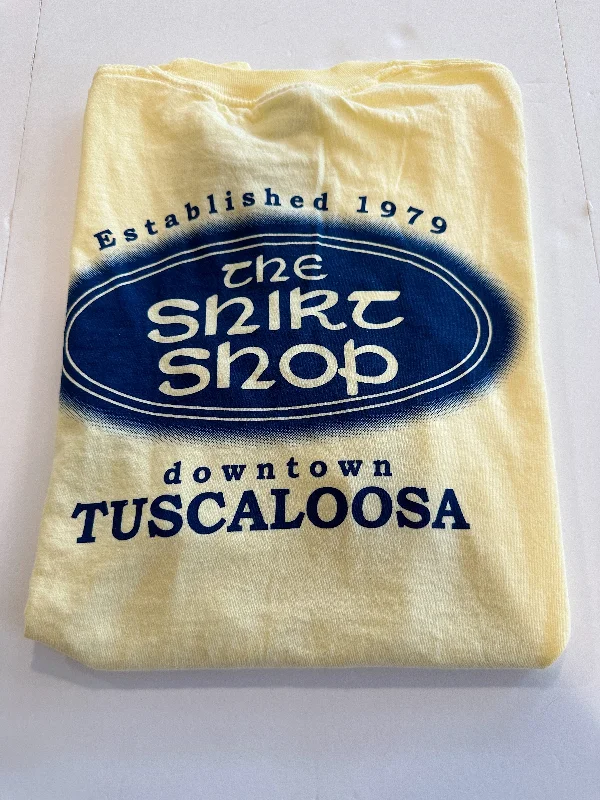 Established 1979
the
shirt
shop
downtown
TUSCALOOSA